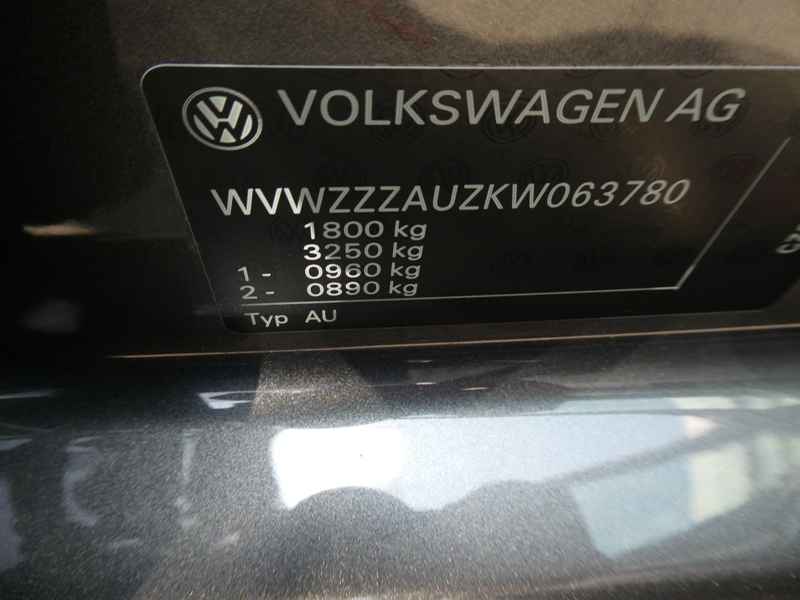 VOLKSWAGEN AG
WVWZZZAUZKW063780
1800 kg
3250 kg
1 - 0960 kg
2 - 0890 kg
Typ AU